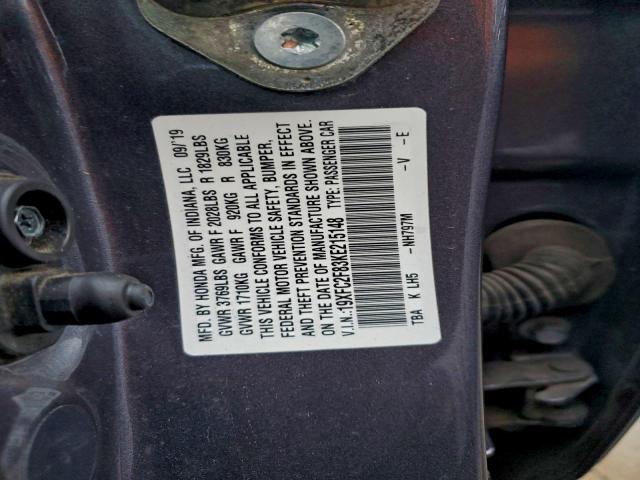 MFD. BY HONDA MFG. OF INDIANA, LLC 09/19
GVWR 3759LBS GAWR F 2028LBS R 1829LBS
GVWR 1710KG GAWR F 920KG R 830KG
THIS VEHICLE CONFORMS TO ALL APPLICABLE
FEDERAL MOTOR VEHICLE SAFETY, BUMPER,
AND THEFT PREVENTION STANDARDS IN EFFECT
ON THE DATE OF MANUFACTURE SHOWN ABOVE.
V.I.N.:19XFC2F83KE215148 TYPE: PASSENGER CAR
TBA K LH5 -NH797M -V -E